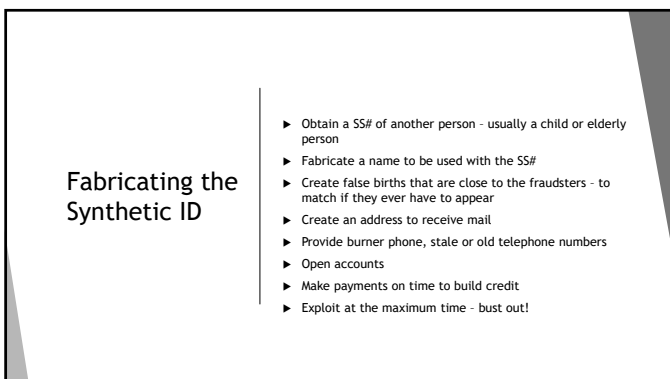 Fabricating the
Synthetic ID
► Obtain a SS# of another person – usually a child or elderly
person
► Fabricate a name to be used with the SS#
► Create false births that are close to the fraudsters – to
match if they ever have to appear
► Create an address to receive mail
► Provide burner phone, stale or old telephone numbers
► Open accounts
► Make payments on time to build credit
► Exploit at the maximum time – bust out!